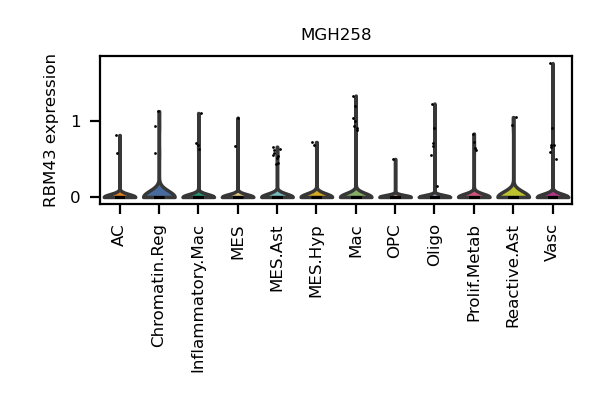 MGH258
RBM43 expression
1
0
AC
Chromatin.Reg
Inflammatory.Mac
MES
MES.Ast
MES.Hyp
Mac
OPC
Oligo
Prolif.Metab
Reactive.Ast
Vasc